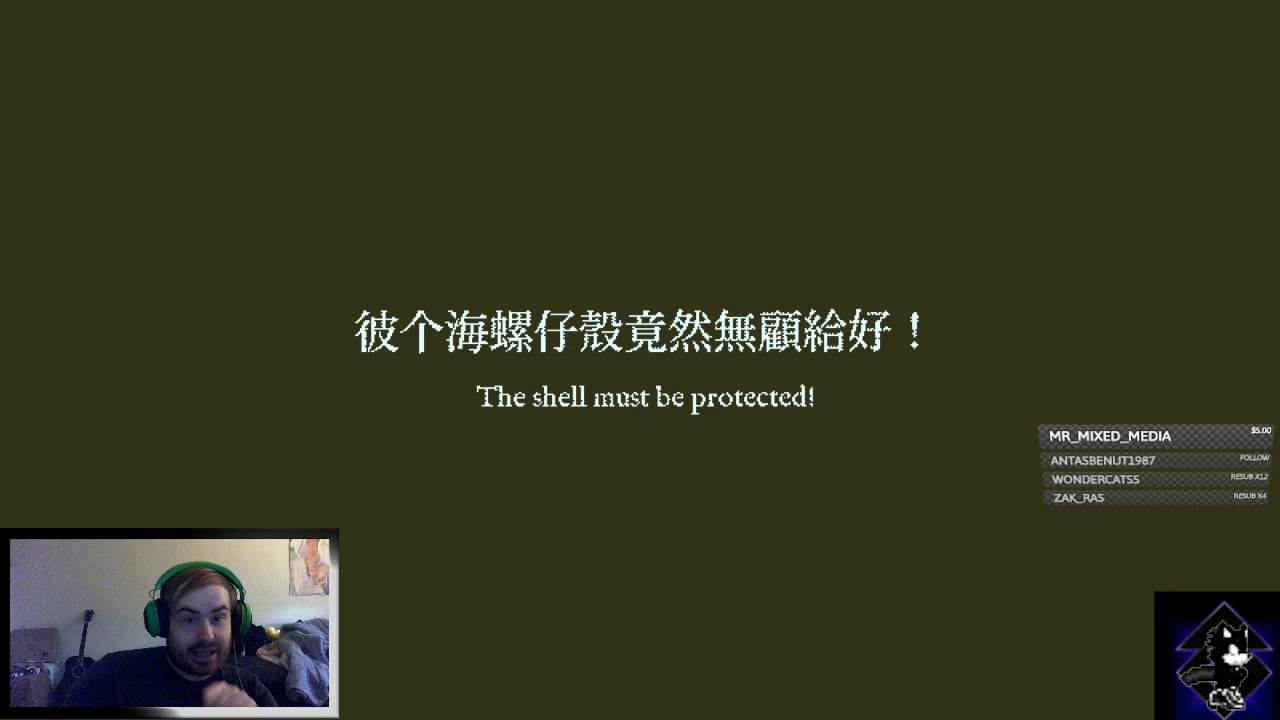 彼个海螺仔殼竟然無顧給好！
The shell must be protected!
MR_MIXED_MEDIA $5.00
ANTASBENUT1987 FOLLOW
WONDERCATS5 RESUB X12
ZAK_RAS RESUB X4